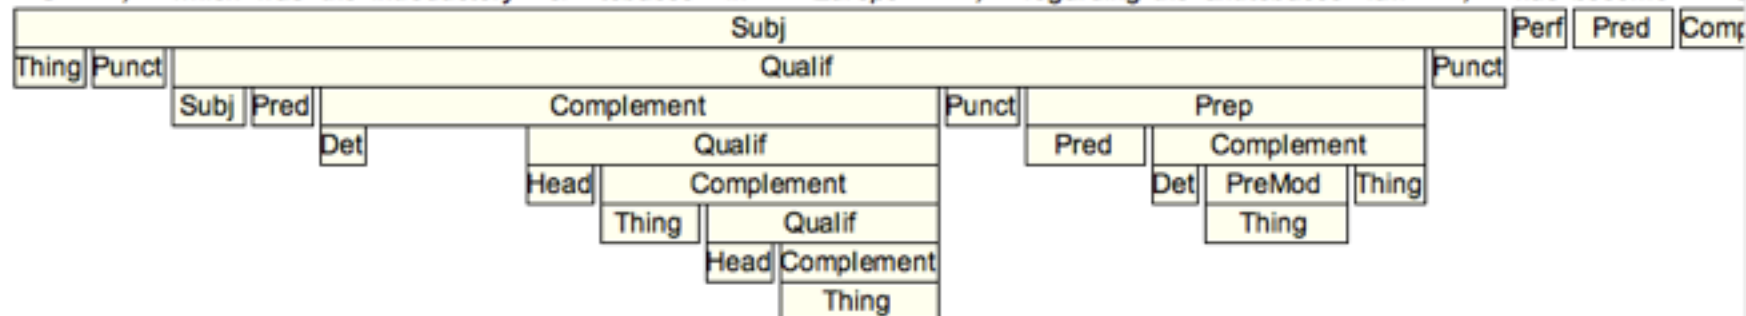 Subj Perf Pred Comp
Thing Punct Qualif Punct
Subj Pred Complement Punct Prep
Det Qualif Pred Complement
Head Complement Det PreMod Thing
Thing Qualif Thing
Head Complement
Thing